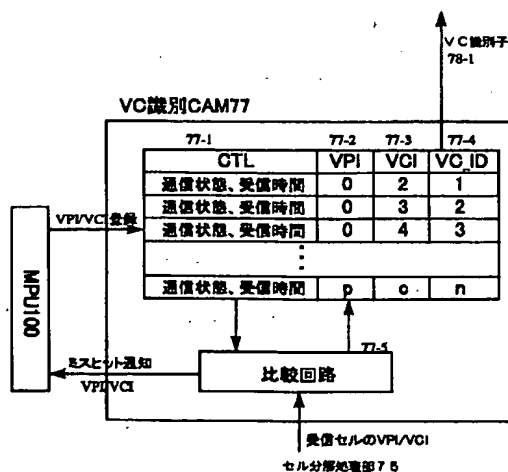 VC識別子
78-1
VC識別CAM77
77-1 77-2 77-3 77-4
CTL VPI VCI VC_ID
通信状態、受信時間 0 2 1
通信状態、受信時間 0 3 2
通信状態、受信時間 0 4 3
⋮
通信状態、受信時間 p c n
VPI/VCI登録
MPU100
ミスヒット通知
VPI/VCI
77-5
比較回路
受信セルのVPI/VCI
セル分解処理部75